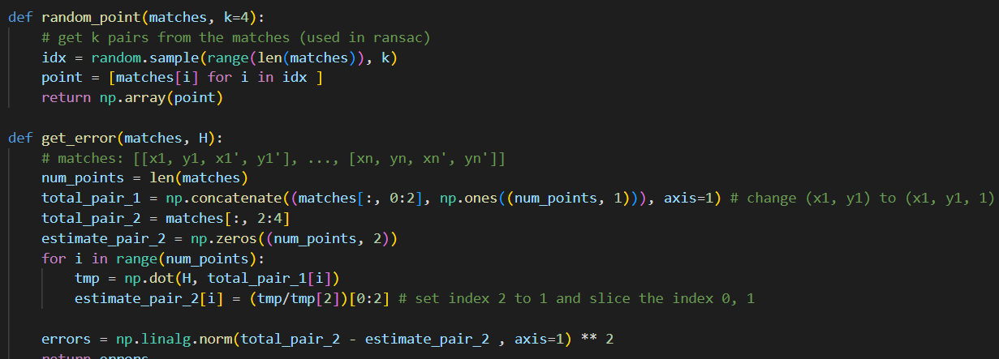 def random_point(matches, k=4):
    # get k pairs from the matches (used in ransac)
    idx = random.sample(range(len(matches)), k)
    point = [matches[i] for i in idx ]
    return np.array(point)

def get_error(matches, H):
    # matches: [[x1, y1, x1', y1'], ..., [xn, yn, xn', yn']]
    num_points = len(matches)
    total_pair_1 = np.concatenate((matches[:, 0:2], np.ones((num_points, 1))), axis=1) # change (x1, y1) to (x1, y1, 1)
    total_pair_2 = matches[:, 2:4]
    estimate_pair_2 = np.zeros((num_points, 2))
    for i in range(num_points):
        tmp = np.dot(H, total_pair_1[i])
        estimate_pair_2[i] = (tmp/tmp[2])[0:2] # set index 2 to 1 and slice the index 0, 1

    errors = np.linalg.norm(total_pair_2 - estimate_pair_2 , axis=1) ** 2
    return errors